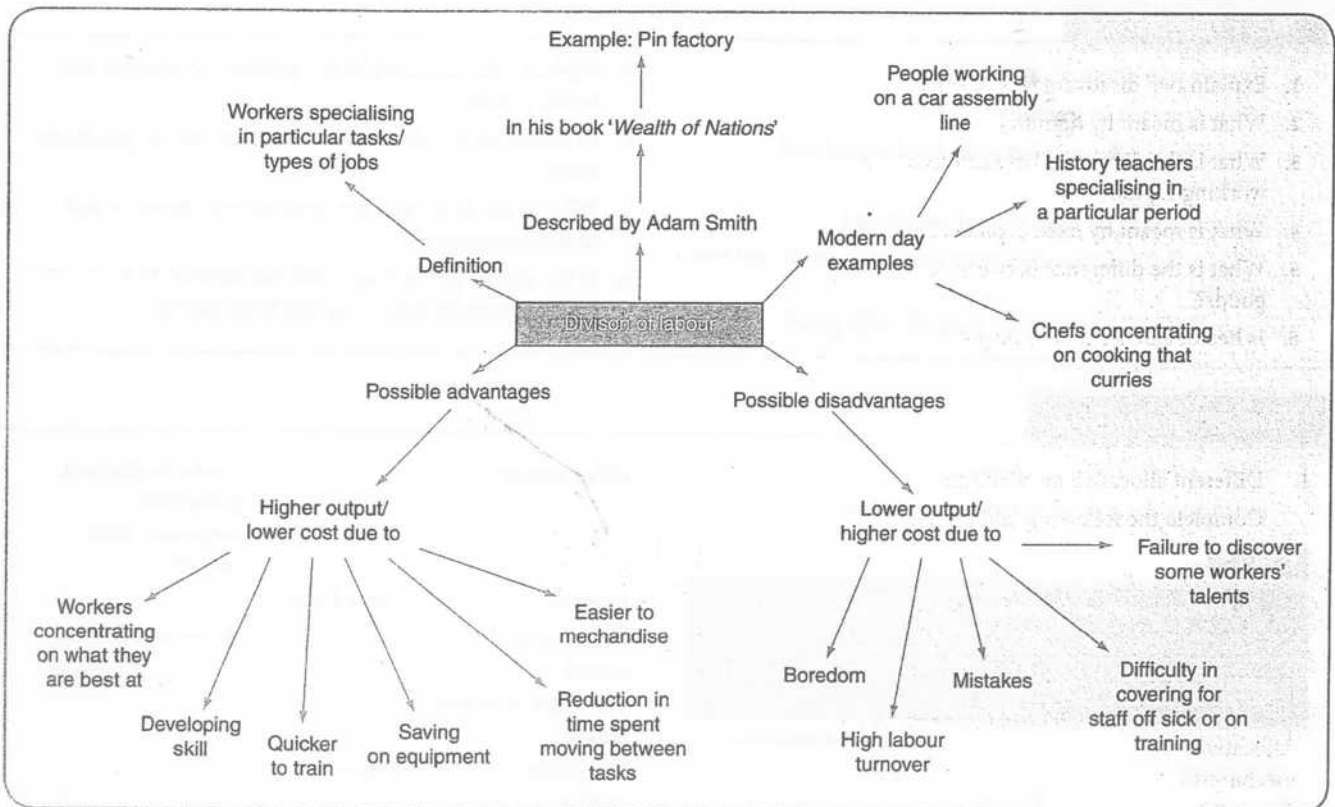 Example: Pin factory
In his book 'Wealth of Nations'
Described by Adam Smith
Workers specialising
in particular tasks/
types of jobs
Definition
People working
on a car assembly
line
History teachers
specialising in
a particular period
Modern day
examples
Chefs concentrating
on cooking that
curries
Divison of labour
Possible advantages
Possible disadvantages
Higher output/
lower cost due to
Workers
concentrating
on what they
are best at
Developing
skill
Quicker
to train
Saving
on equipment
Reduction in
time spent
moving between
tasks
Easier to
mechandise
Lower output/
higher cost due to
Failure to discover
some workers'
talents
Boredom
High labour
turnover
Mistakes
Difficulty in
covering for
staff off sick or on
training